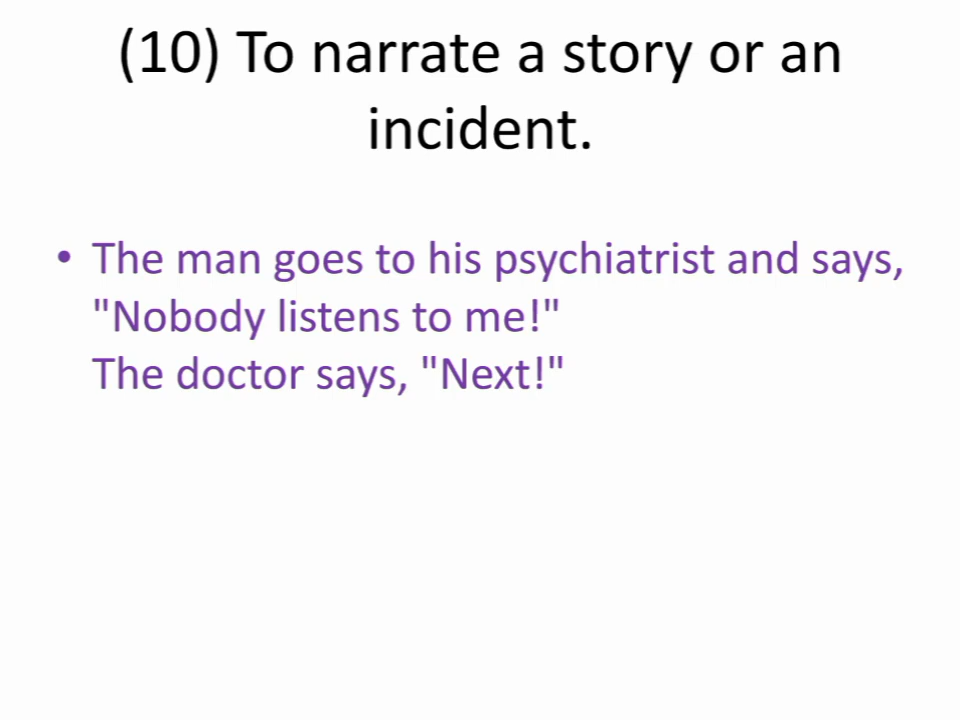 (10) To narrate a story or an
incident.
• The man goes to his psychiatrist and says,
"Nobody listens to me!"
The doctor says, "Next!"